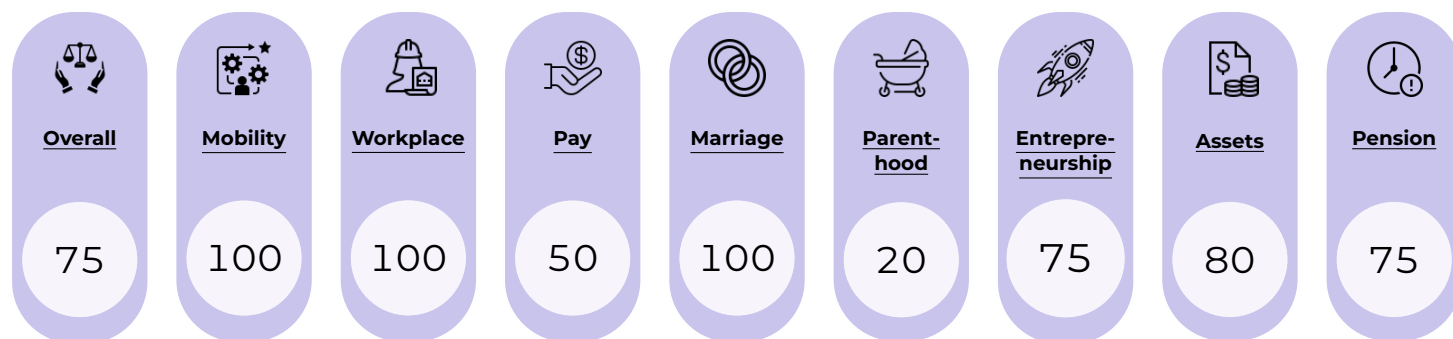 Overall
75
Mobility
100
Workplace
100
$
Pay
50
Marriage
100
Parent-
hood
20
Entrepre-
neurship
75
$
Assets
80
!
Pension
75